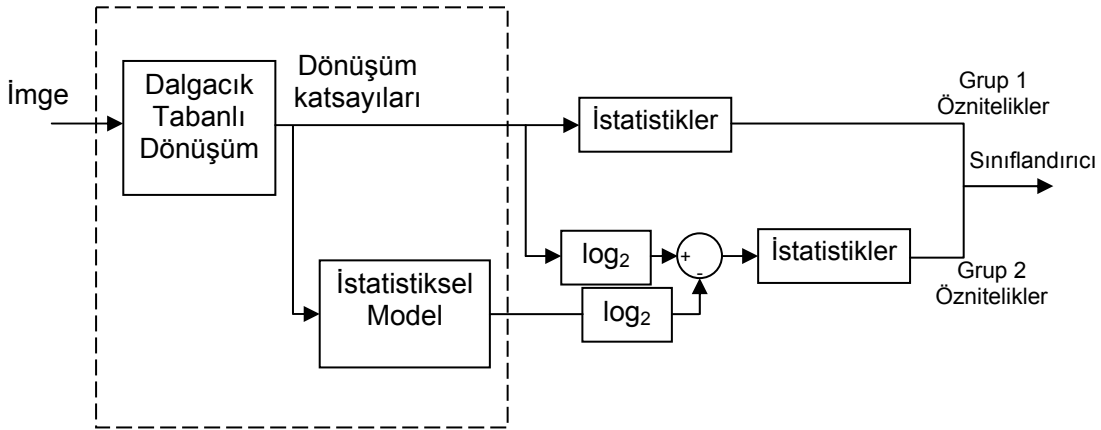 İmge
Dalgacık
Tabanlı
Dönüşüm
Dönüşüm
katsayıları
İstatistikler
Grup 1
Öznitelikler
Sınıflandırıcı
log₂
+
-
İstatistikler
Grup 2
Öznitelikler
İstatistiksel
Model
log₂